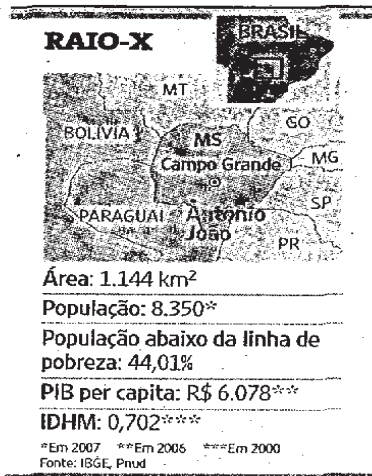 RAIO-X
BRASIL
MT
BOLÍVIA
GO
MS
Campo Grande
MG
PARAGUAI
Antonio
João
SP
PR
Área: 1.144 km²
População: 8.350*
População abaixo da linha de
pobreza: 44,01%
PIB per capita: R$ 6.078**
IDHM: 0,702***
*Em 2007 **Em 2006 ***Em 2000
Fonte: IBGE, Pnud